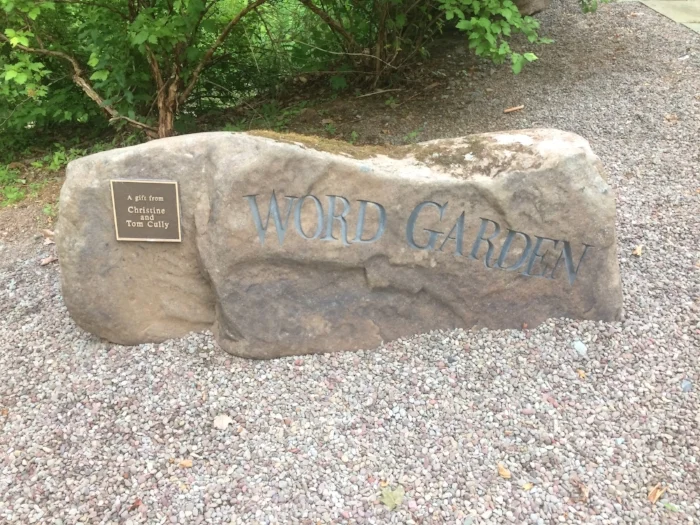 A gift from
Christine
and
Tom Cully
WORD GARDEN